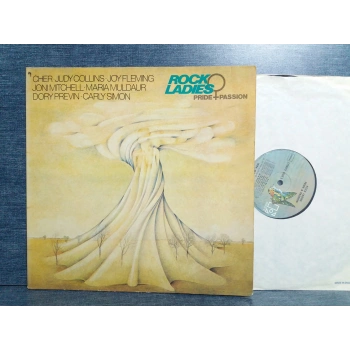 CHER JUDY COLLINS JOY FLEMING
JONI MITCHELL·MARIA MULDAUR
DORY PREVIN·CARLY SIMON
ROCK
LADIES
PRIDE+PASSION